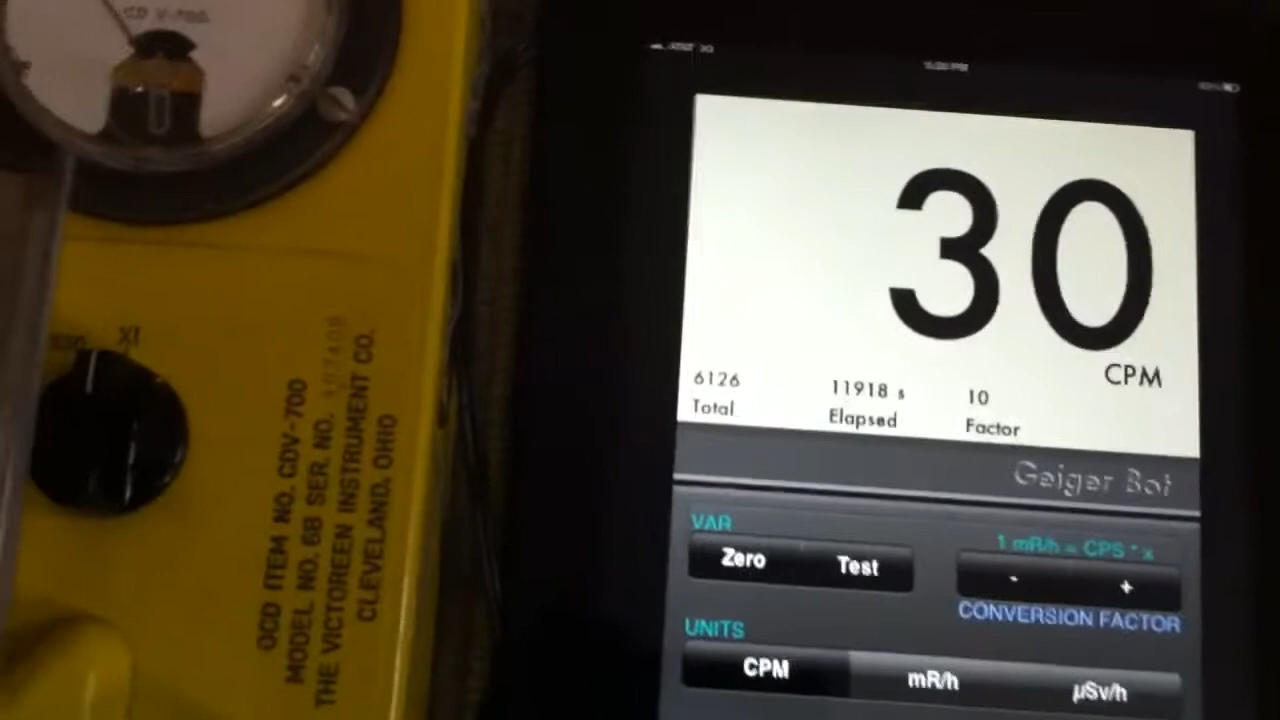 CD V-700
X1
OCD ITEM NO. CDV-700
MODEL NO. 6B SER. NO.
THE VICTOREEN INSTRUMENT CO.
CLEVELAND, OHIO
AT&T 3G
30
CPM
6126
Total
11918 s
Elapsed
10
Factor
Geiger Bot
VAR
Zero
Test
1 mR/h = CPS * x
-
+
CONVERSION FACTOR
UNITS
CPM
mR/h
µSv/h